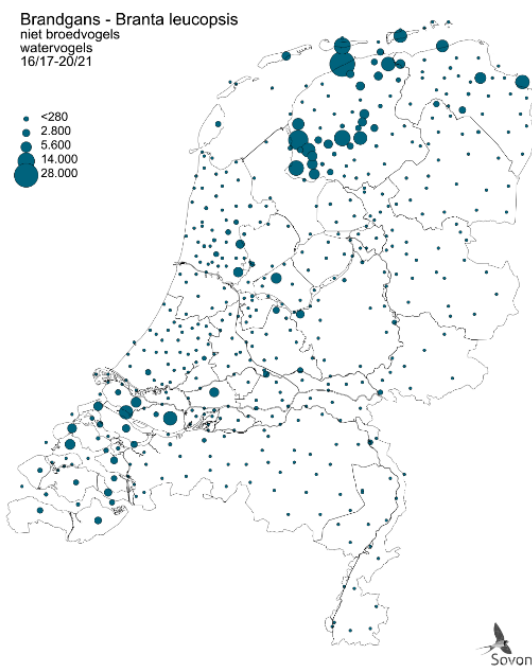 Brandgans - Branta leucopsis
niet broedvogels
watervogels
16/17-20/21
<280
2.800
5.600
14.000
28.000
Sovon